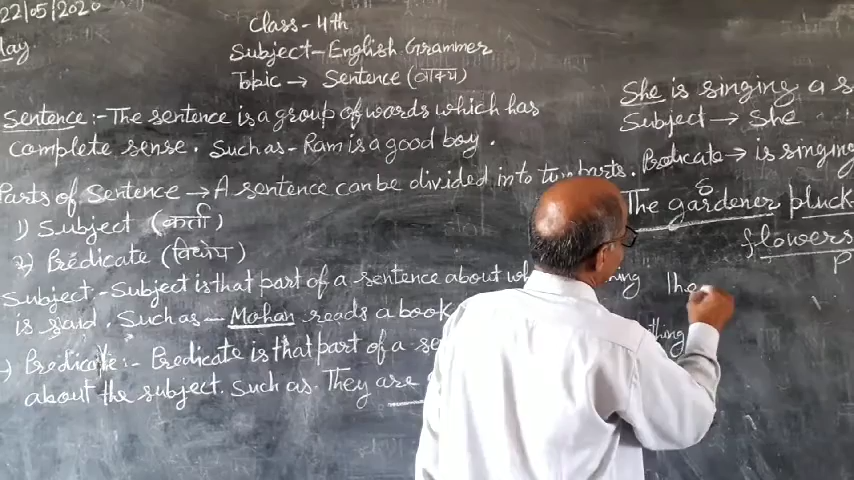 22/05/2020
Class - 4th
Subject - English Grammer
Topic → Sentence (वाक्य)
Sentence :- The sentence is a group of words which has
complete sense. Such as - Ram is a good boy.
Parts of Sentence → A sentence can be divided into two parts.
1) Subject (कर्ता)
2) Predicate (विधेय)
Subject - Subject is that part of a sentence about
is said. Such as - Mohan reads a book
Predicate :- Predicate is that part of a
about the subject. Such as. They are
She is singing a
Subject → She
Predicate → is singing
The gardener pluck
S
flowers
P
The